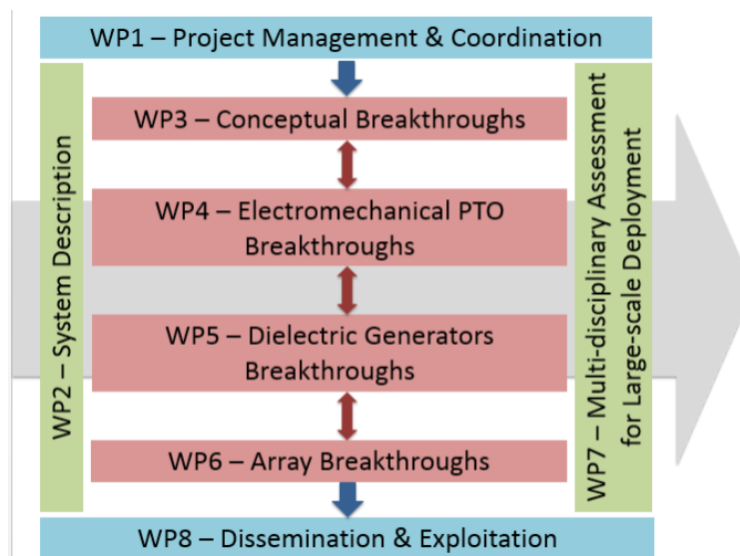 WP1 – Project Management & Coordination
WP2 – System Description
WP3 – Conceptual Breakthroughs
WP4 – Electromechanical PTO
Breakthroughs
WP5 – Dielectric Generators
Breakthroughs
WP6 – Array Breakthroughs
WP7 – Multi-disciplinary Assessment
for Large-scale Deployment
WP8 – Dissemination & Exploitation